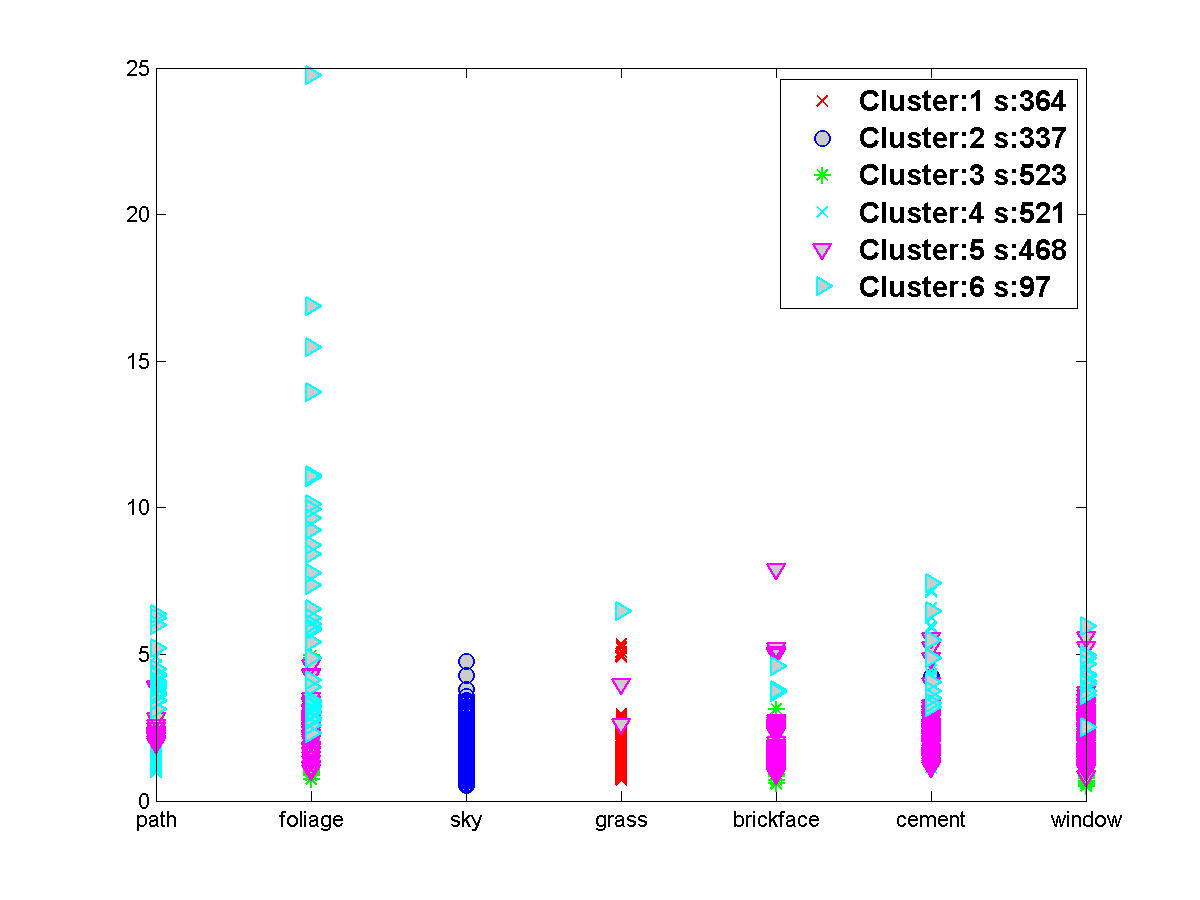 25
20
15
10
5
0
Cluster:1 s:364
Cluster:2 s:337
Cluster:3 s:523
Cluster:4 s:521
Cluster:5 s:468
Cluster:6 s:97
path foliage sky grass brickface cement window